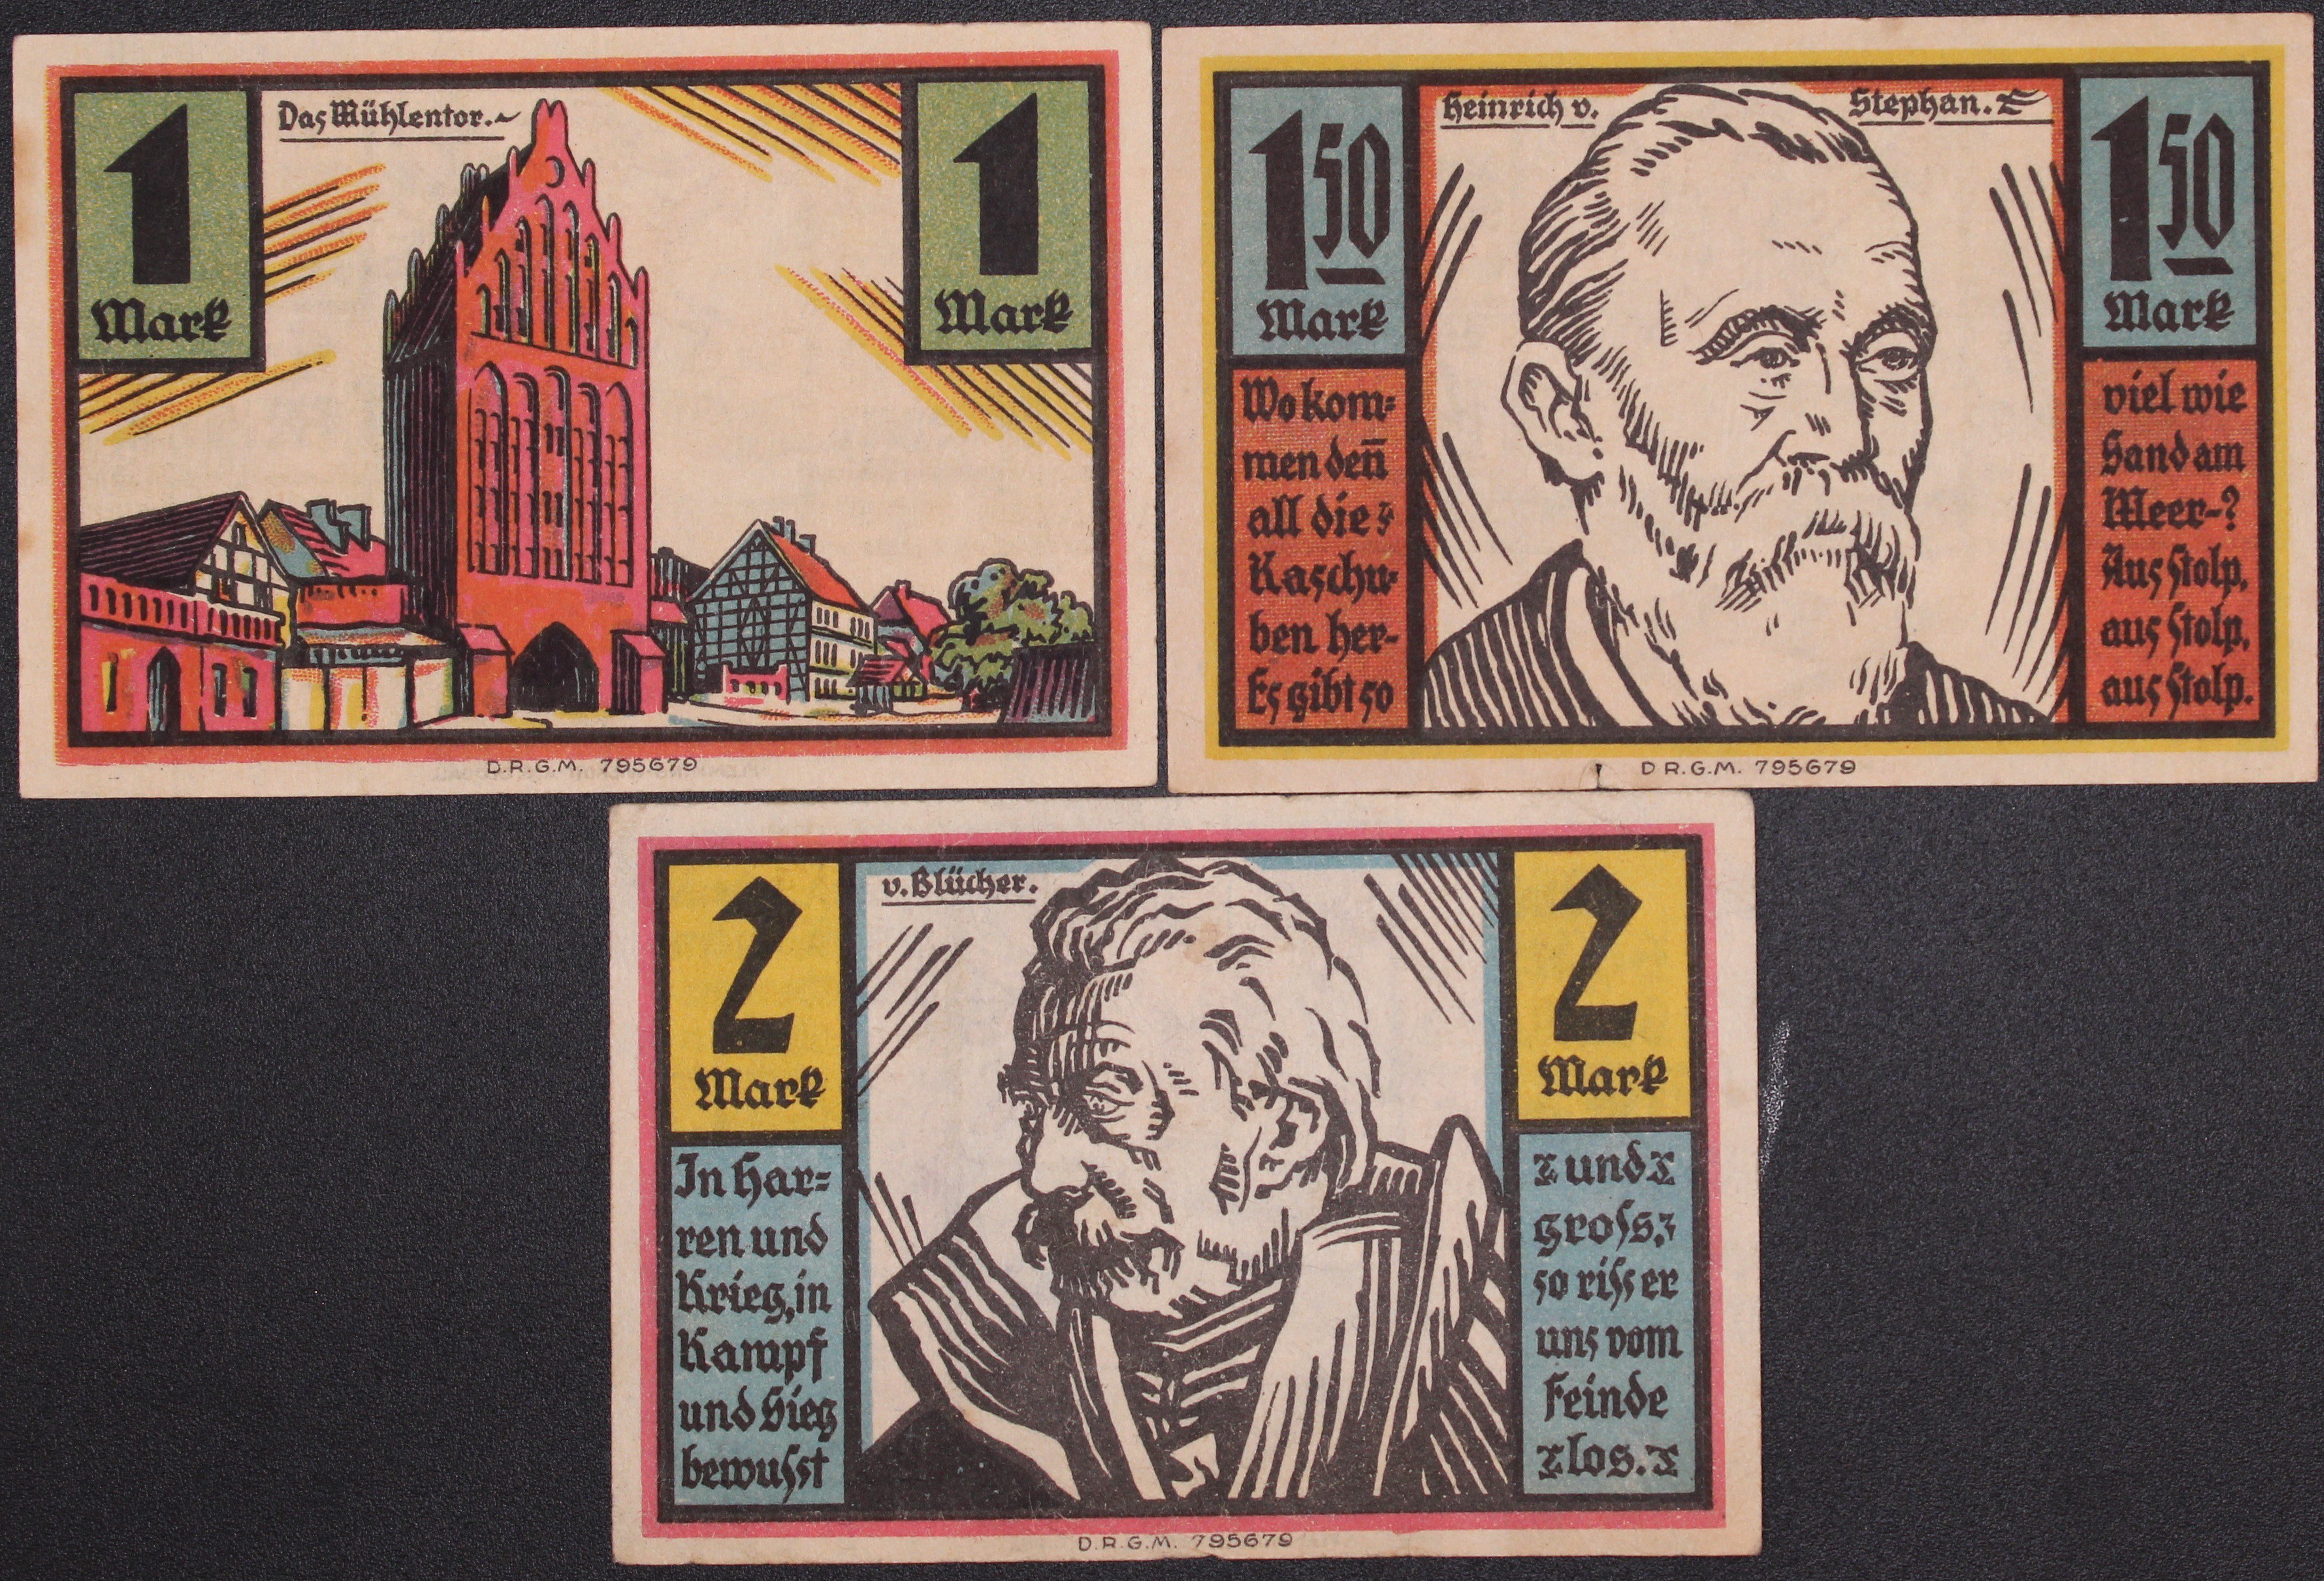 1
Mark
Das Mühlentor.~
1
Mark
D.R.G.M. 795679
1 50
Mark
Heinrich v. Stephan.
1 50
Mark
Wo kom=
men den̄
all die
Kaschu=
ben her-
Es gibt so
viel wie
Sand am
Meer-?
Aus Stolp,
aus Stolp,
aus Stolp.
D R.G.M. 795679
2
Mark
v. Blücher.
2
Mark
In Har=
ren und
Krieg, in
Kampf
und Sieg
bewusst
und
gross,
so riss er
uns vom
Feinde
los.
D.R.G.M. 795679